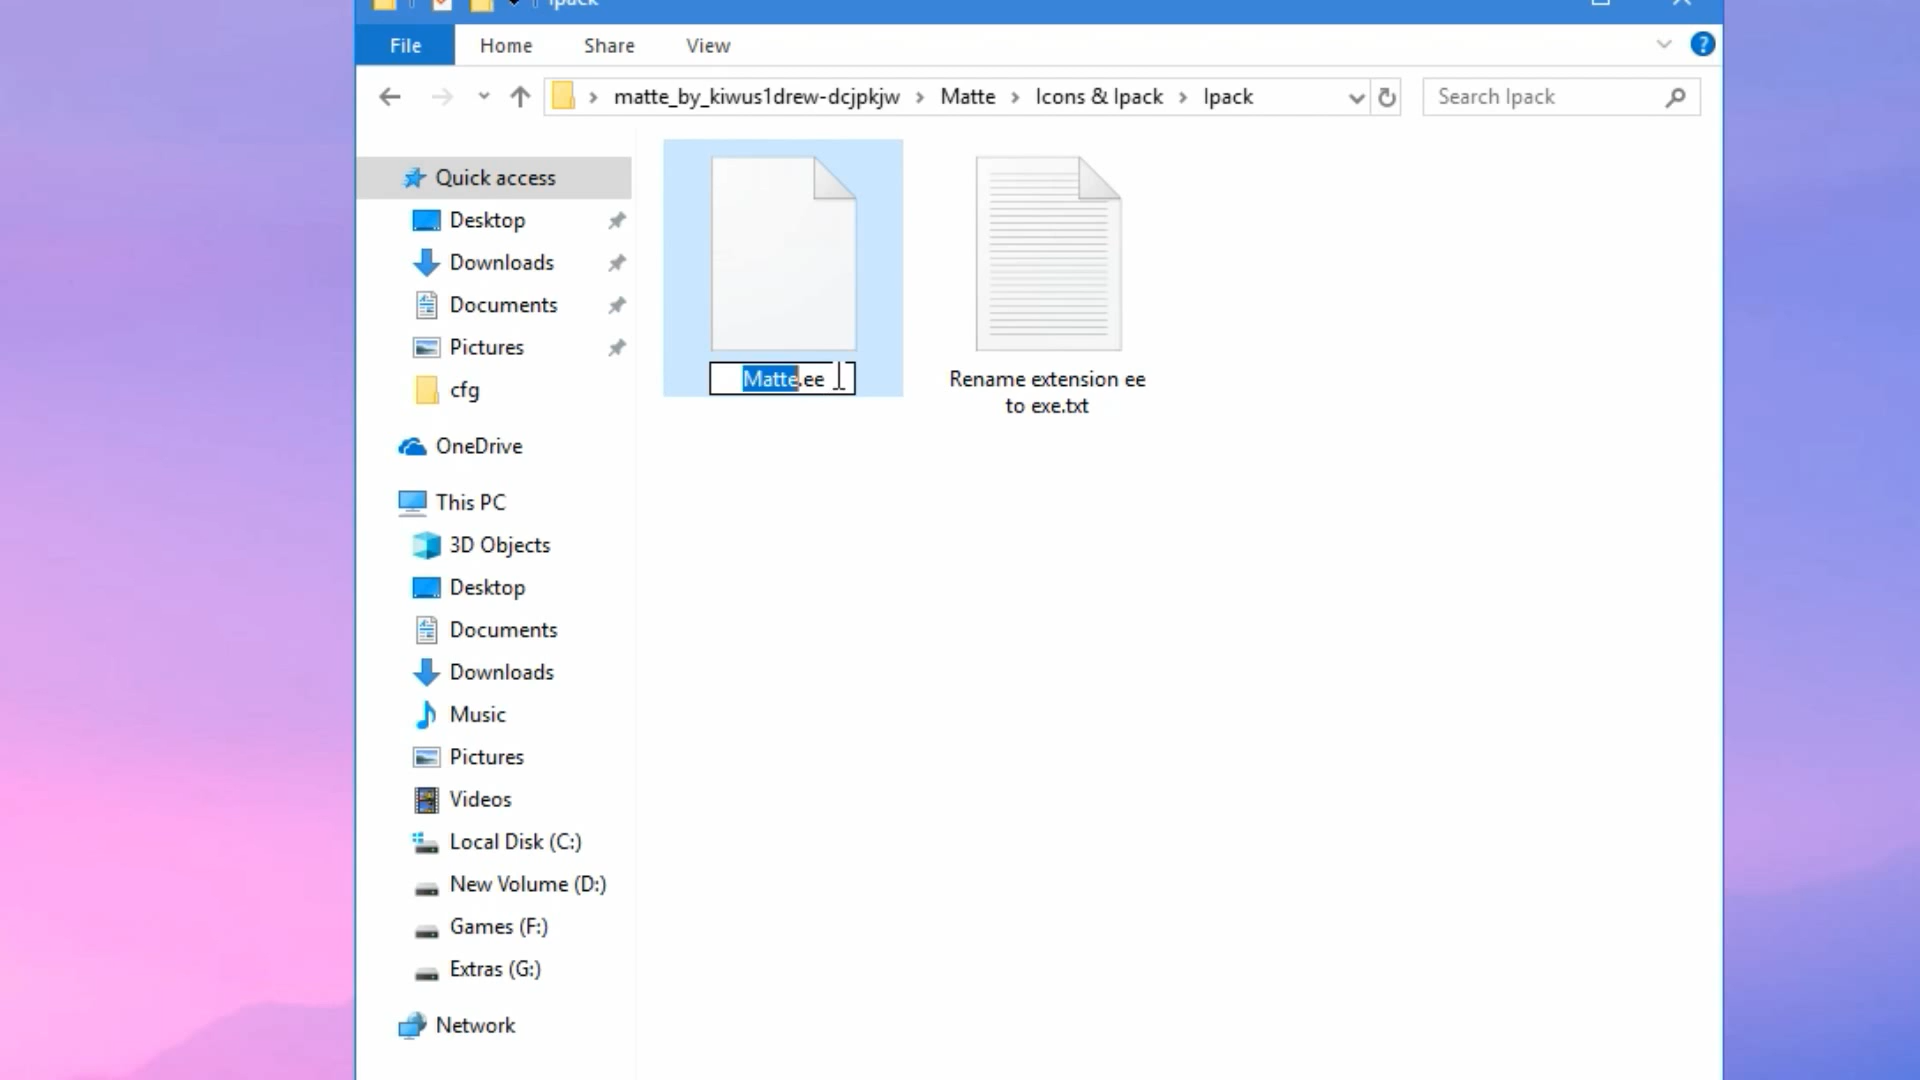 Ipack
File Home Share View
matte_by_kiwus1drew-dcjpkjw Matte Icons & Ipack Ipack Search Ipack
Quick access
Desktop
Downloads
Documents
Pictures
cfg
OneDrive
This PC
3D Objects
Desktop
Documents
Downloads
Music
Pictures
Videos
Local Disk (C:)
New Volume (D:)
Games (F:)
Extras (G:)
Network
Matte.ee
Rename extension ee
to exe.txt